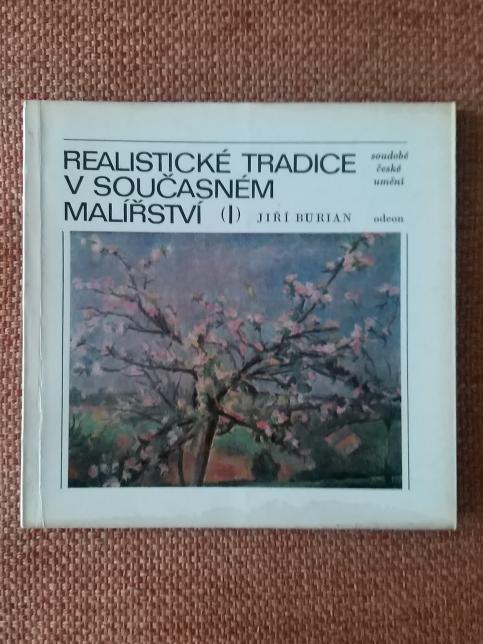 REALISTICKÉ TRADICE
V SOUČASNÉM
MALÍŘSTVÍ (I) JIŘÍ BURIAN
soudobé
české
umění
odeon